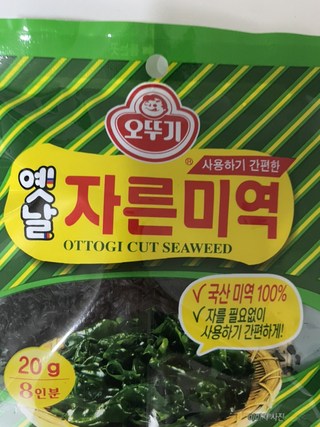 오뚜기
®
사용하기 간편한
옛날
자른미역
OTTOGI CUT SEAWEED
✓ 국산 미역 100%
✓ 자를 필요없이
사용하기 간편하게!
20g
8인분